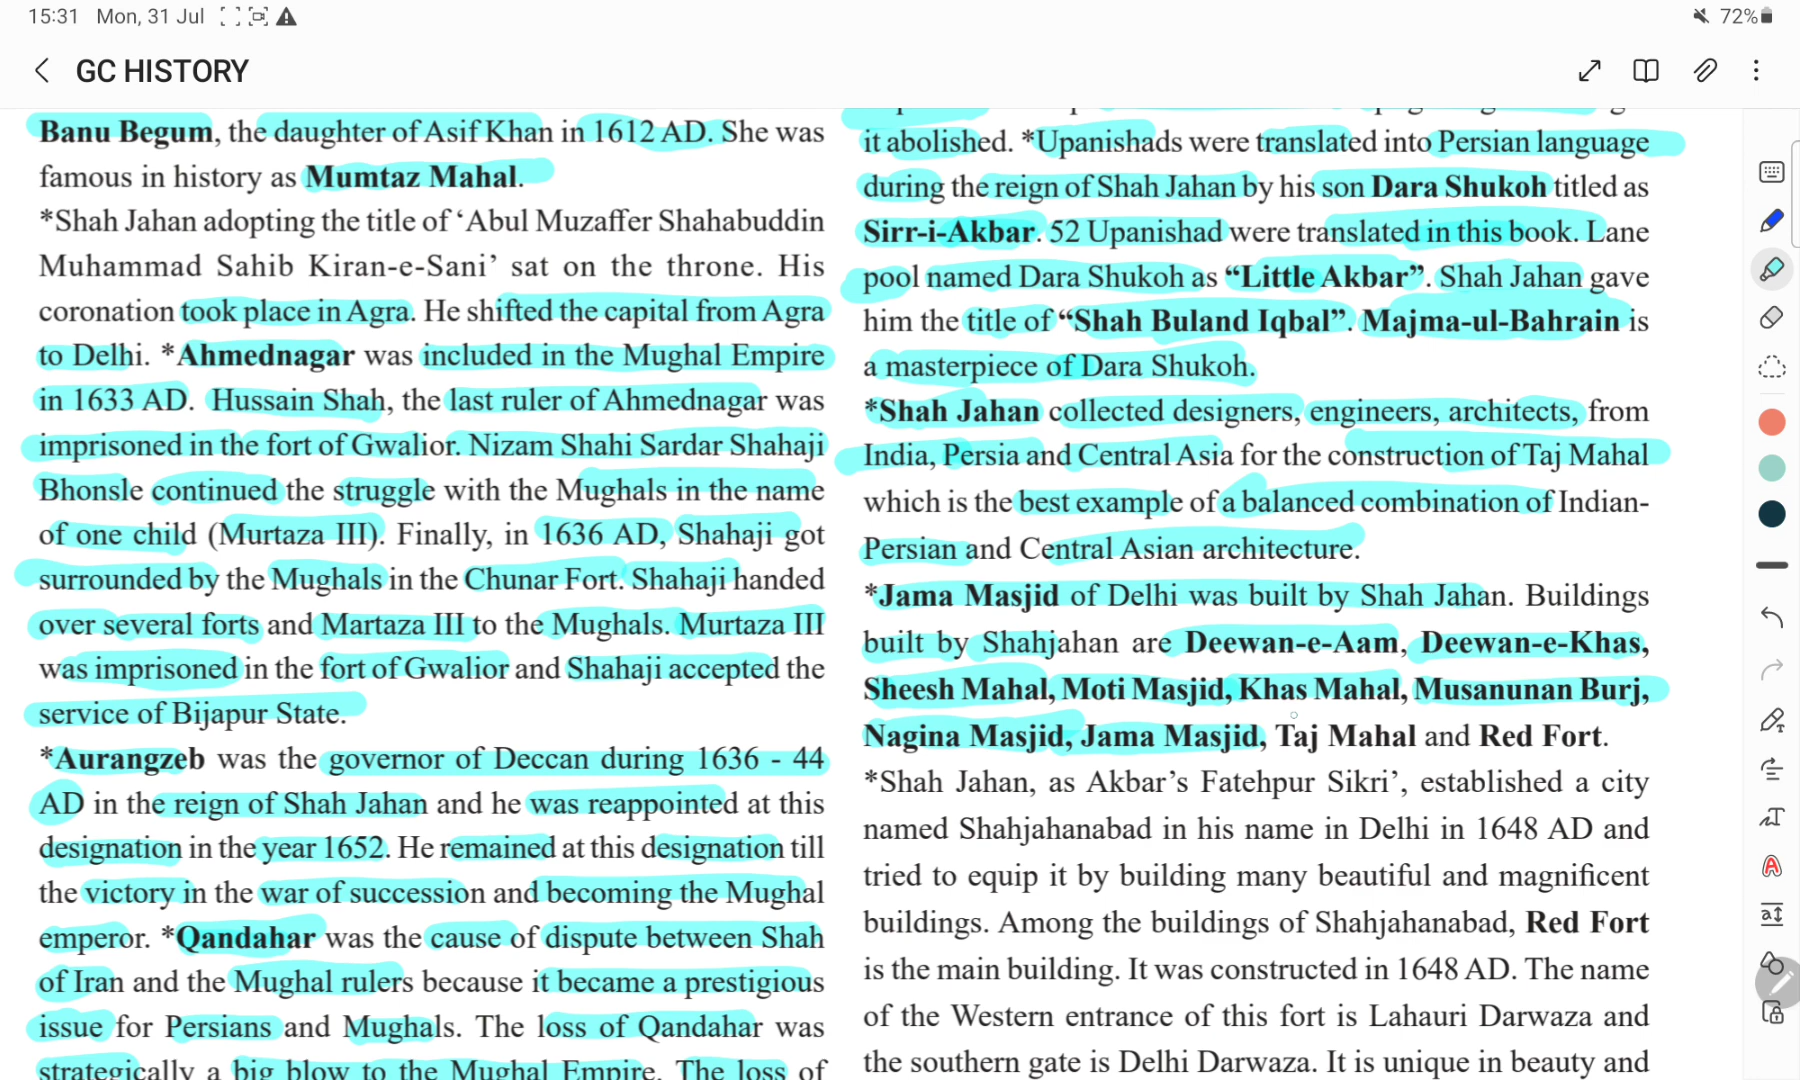 15:31 Mon, 31 Jul
72%
GC HISTORY
Banu Begum, the daughter of Asif Khan in 1612 AD. She was
famous in history as Mumtaz Mahal.
*Shah Jahan adopting the title of ‘Abul Muzaffer Shahabuddin
Muhammad Sahib Kiran-e-Sani’ sat on the throne. His
coronation took place in Agra. He shifted the capital from Agra
to Delhi. *Ahmednagar was included in the Mughal Empire
in 1633 AD. Hussain Shah, the last ruler of Ahmednagar was
imprisoned in the fort of Gwalior. Nizam Shahi Sardar Shahaji
Bhonsle continued the struggle with the Mughals in the name
of one child (Murtaza III). Finally, in 1636 AD, Shahaji got
surrounded by the Mughals in the Chunar Fort. Shahaji handed
over several forts and Martaza III to the Mughals. Murtaza III
was imprisoned in the fort of Gwalior and Shahaji accepted the
service of Bijapur State.
*Aurangzeb was the governor of Deccan during 1636 - 44
AD in the reign of Shah Jahan and he was reappointed at this
designation in the year 1652. He remained at this designation till
the victory in the war of succession and becoming the Mughal
emperor. *Qandahar was the cause of dispute between Shah
of Iran and the Mughal rulers because it became a prestigious
issue for Persians and Mughals. The loss of Qandahar was
strategically a big blow to the Mughal Empire. The loss of
it abolished. *Upanishads were translated into Persian language
during the reign of Shah Jahan by his son Dara Shukoh titled as
Sirr-i-Akbar. 52 Upanishad were translated in this book. Lane
pool named Dara Shukoh as “Little Akbar”. Shah Jahan gave
him the title of “Shah Buland Iqbal”. Majma-ul-Bahrain is
a masterpiece of Dara Shukoh.
*Shah Jahan collected designers, engineers, architects, from
India, Persia and Central Asia for the construction of Taj Mahal
which is the best example of a balanced combination of Indian-
Persian and Central Asian architecture.
*Jama Masjid of Delhi was built by Shah Jahan. Buildings
built by Shahjahan are Deewan-e-Aam, Deewan-e-Khas,
Sheesh Mahal, Moti Masjid, Khas Mahal, Musanunan Burj,
Nagina Masjid, Jama Masjid, Taj Mahal and Red Fort.
*Shah Jahan, as Akbar’s Fatehpur Sikri’, established a city
named Shahjahanabad in his name in Delhi in 1648 AD and
tried to equip it by building many beautiful and magnificent
buildings. Among the buildings of Shahjahanabad, Red Fort
is the main building. It was constructed in 1648 AD. The name
of the Western entrance of this fort is Lahauri Darwaza and
the southern gate is Delhi Darwaza. It is unique in beauty and